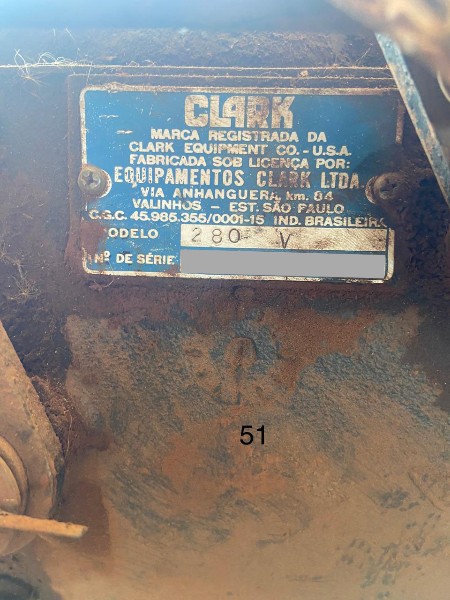 CLARK
MARCA REGISTRADA DA
CLARK EQUIPMENT CO.-U.S.A.
FABRICADA SOB LICENÇA POR:
EQUIPAMENTOS CLARK LTDA.
VIA ANHANGUERA, km. 84
VALINHOS - EST. SÃO PAULO
C.G.C. 45.985.355/0001-15 IND. BRASILEIRA
MODELO 280 V
Nº DE SÉRIE
51